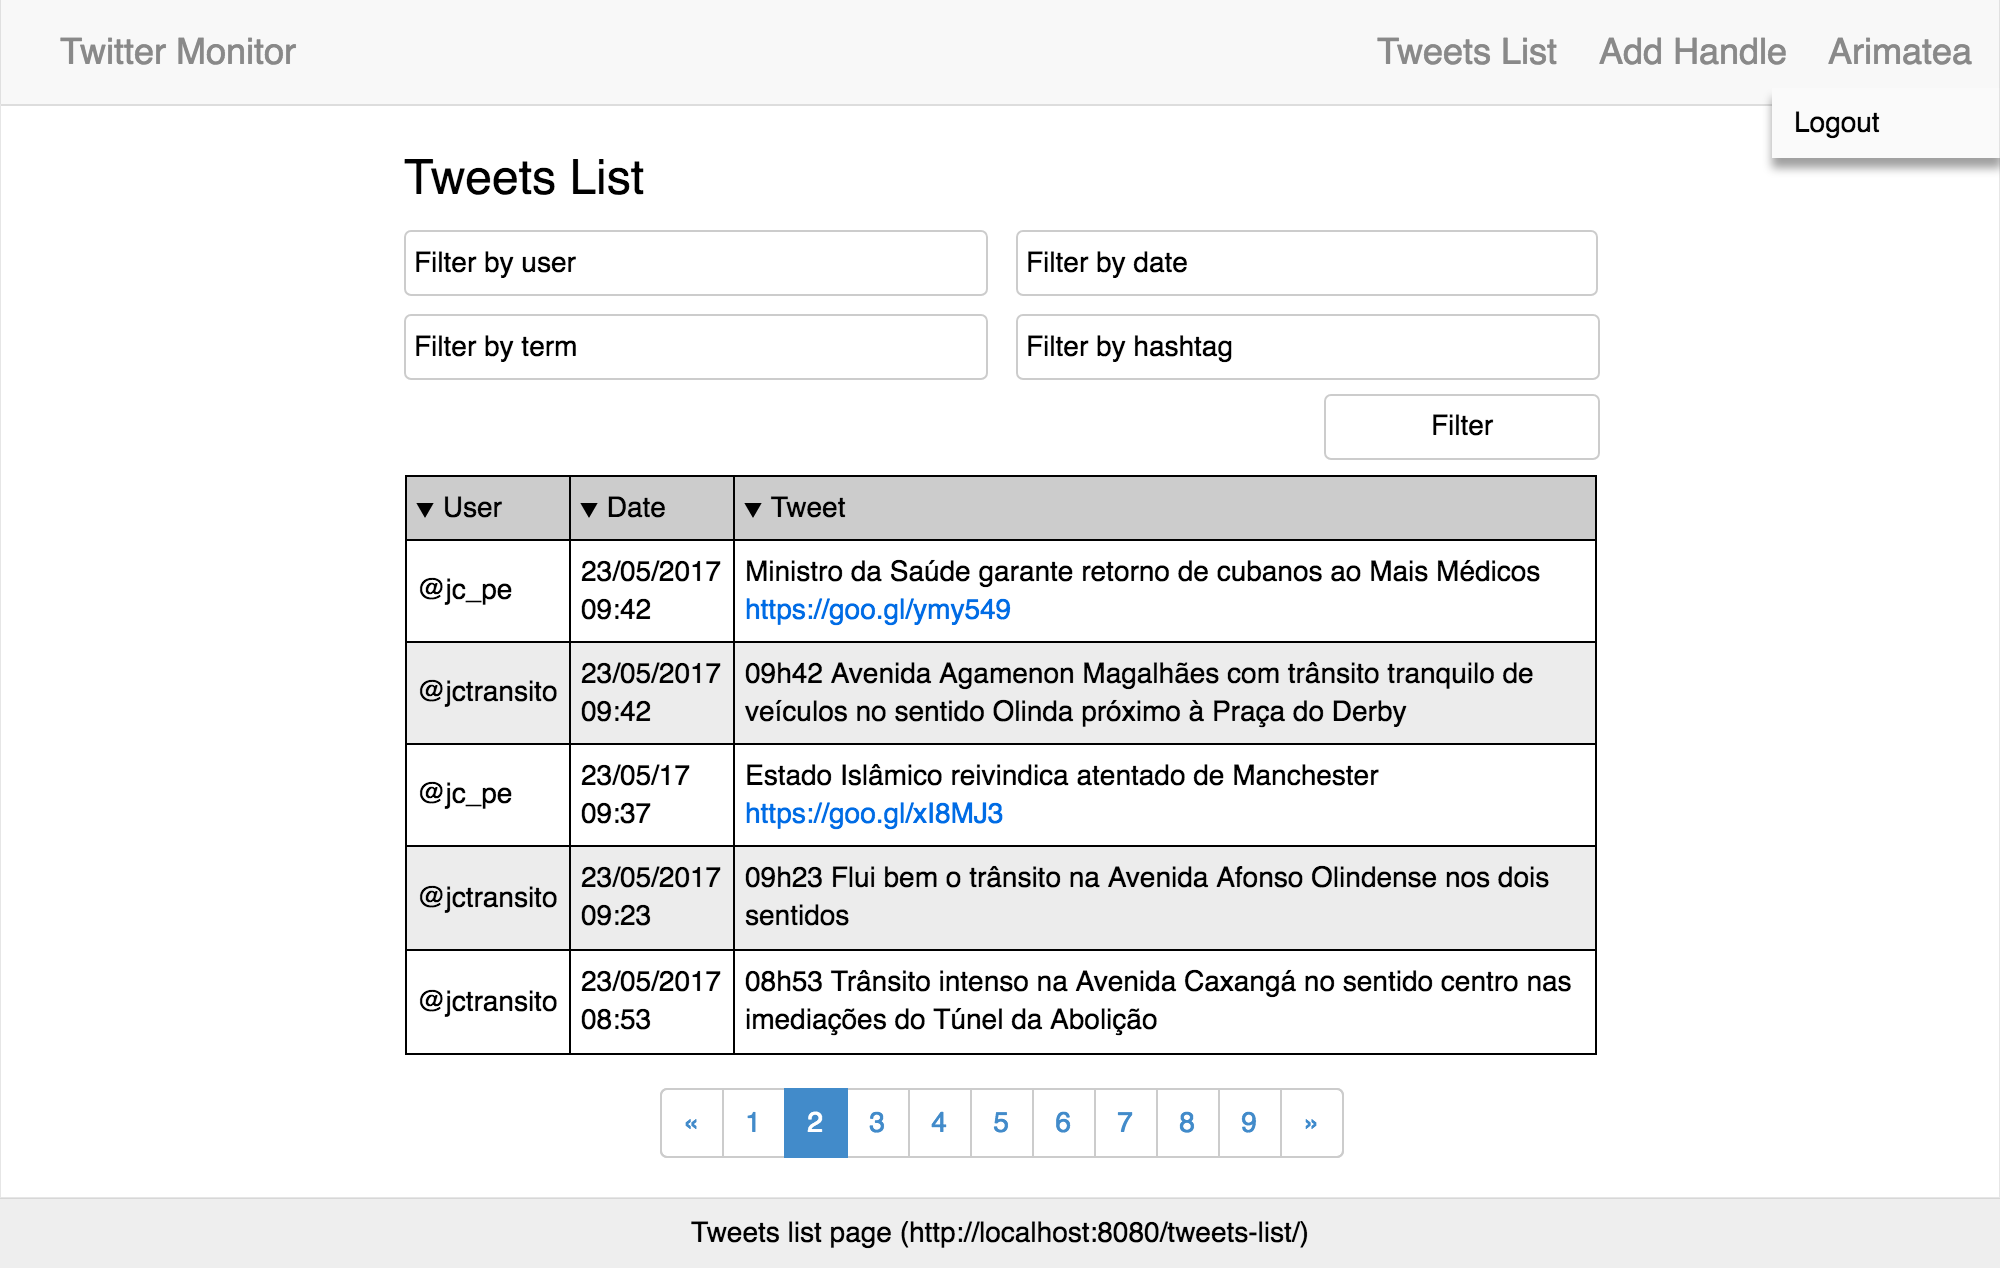 Twitter Monitor
Tweets List
Add Handle
Arimatea
Logout
Tweets List
Filter by user
Filter by date
Filter by term
Filter by hashtag
Filter
▼ User
▼ Date
▼ Tweet
@jc_pe
23/05/2017
09:42
Ministro da Saúde garante retorno de cubanos ao Mais Médicos
https://goo.gl/ymy549
@jctransito
23/05/2017
09:42
09h42 Avenida Agamenon Magalhães com trânsito tranquilo de
veículos no sentido Olinda próximo à Praça do Derby
@jc_pe
23/05/17
09:37
Estado Islâmico reivindica atentado de Manchester
https://goo.gl/xI8MJ3
@jctransito
23/05/2017
09:23
09h23 Flui bem o trânsito na Avenida Afonso Olindense nos dois
sentidos
@jctransito
23/05/2017
08:53
08h53 Trânsito intenso na Avenida Caxangá no sentido centro nas
imediações do Túnel da Abolição
« 1 2 3 4 5 6 7 8 9 »
Tweets list page (http://localhost:8080/tweets-list/)